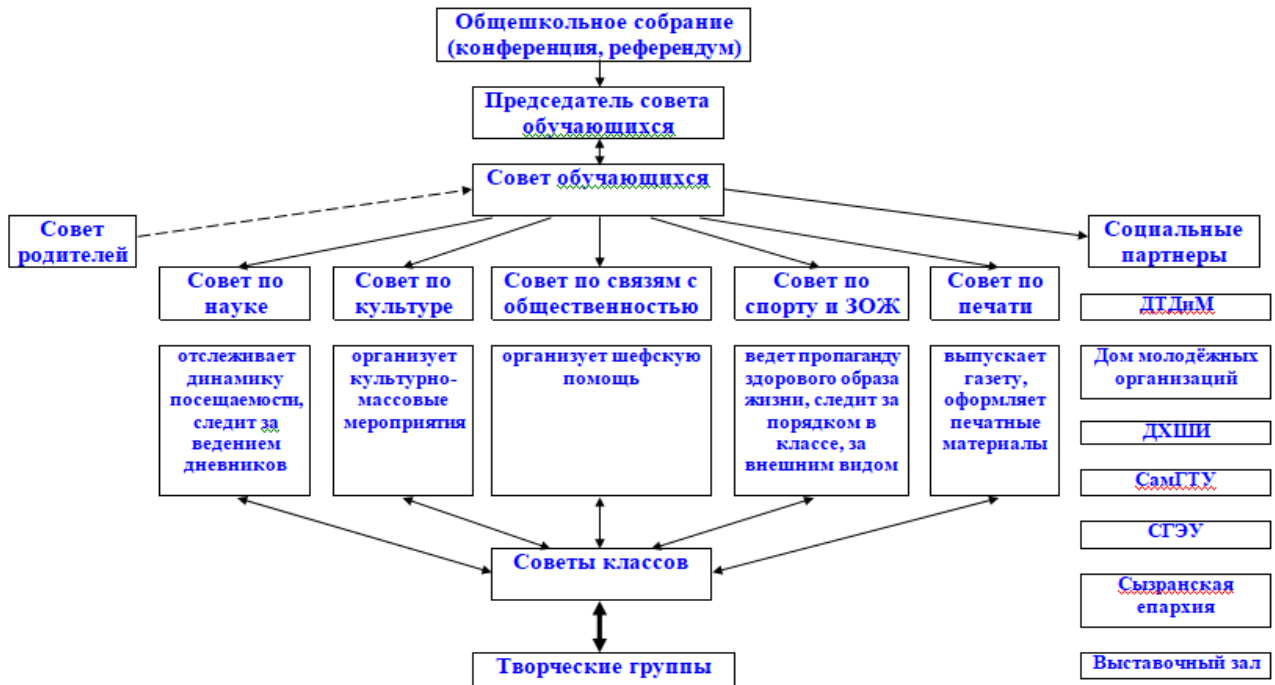 Общешкольное собрание
(конференция, референдум)
Председатель совета
обучающихся
Совет обучающихся
Совет
родителей
Социальные
партнеры
Совет по
науке
Совет по
культуре
Совет по связям с
общественностью
Совет по
спорту и ЗОЖ
Совет по
печати
отслеживает
динамику
посещаемости,
следит за
ведением
дневников
организует
культурно-
массовые
мероприятия
организует шефскую
помощь
ведет пропаганду
здорового образа
жизни, следит за
порядком в
классе, за
внешним видом
выпускает
газету,
оформляет
печатные
материалы
ДТДиМ
Дом молодёжных
организаций
ДХШИ
СамГТУ
СГЭУ
Сызранская
епархия
Выставочный зал
Советы классов
Творческие группы